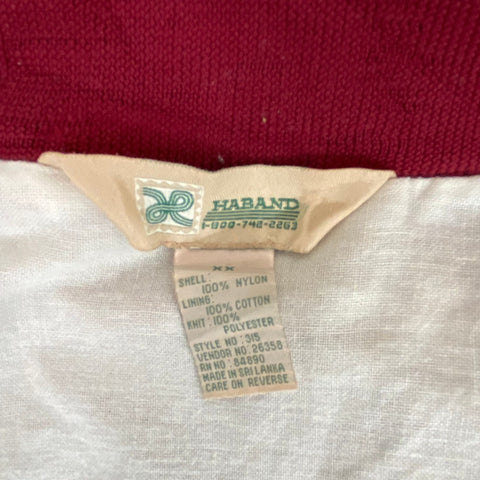 HABAND
1-800-742-2263
XX
SHELL:
100% NYLON
LINING:
100% COTTON
KNIT: 100%
POLYESTER
STYLE NO: 315
VENDOR NO: 26358
RN NO: 84890
MADE IN SRI LANKA
CARE ON REVERSE